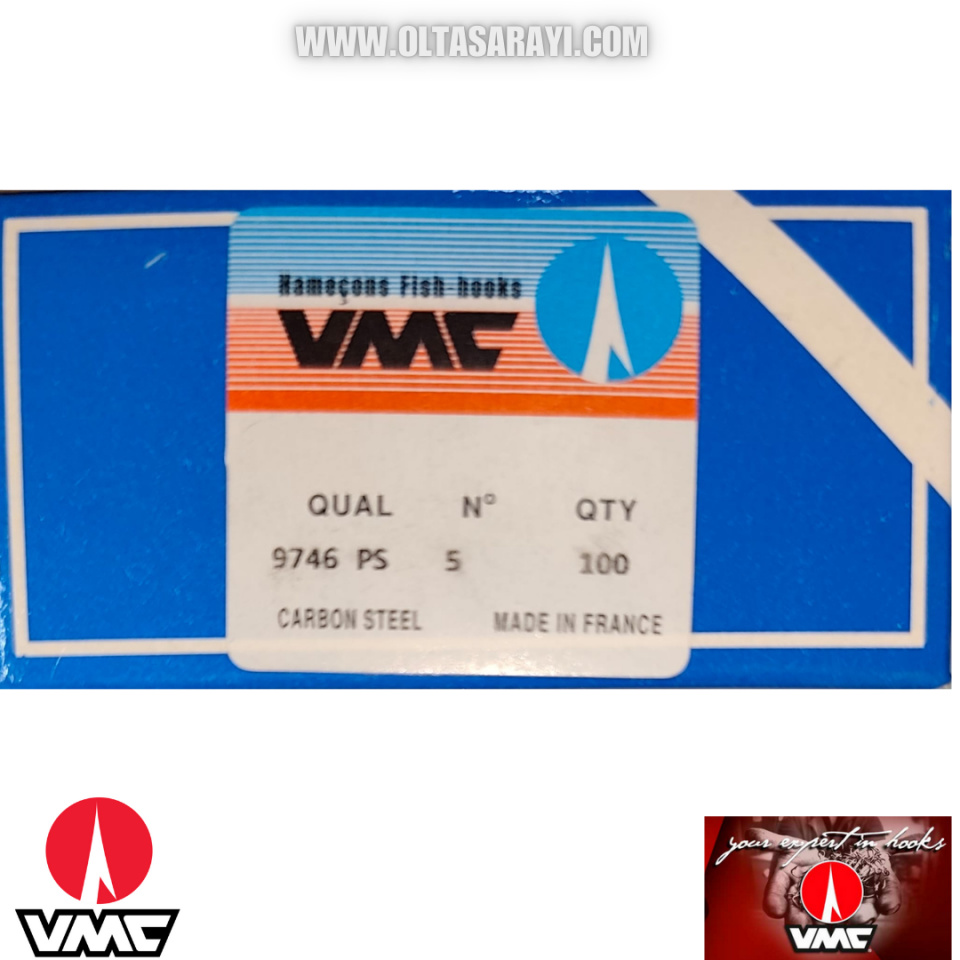 WWW.OLTASARAYI.COM
Hameçons Fish-hooks
VMC
QUAL N° QTY
9746 PS 5 100
CARBON STEEL MADE IN FRANCE
VMC
your expert in hooks
VMC